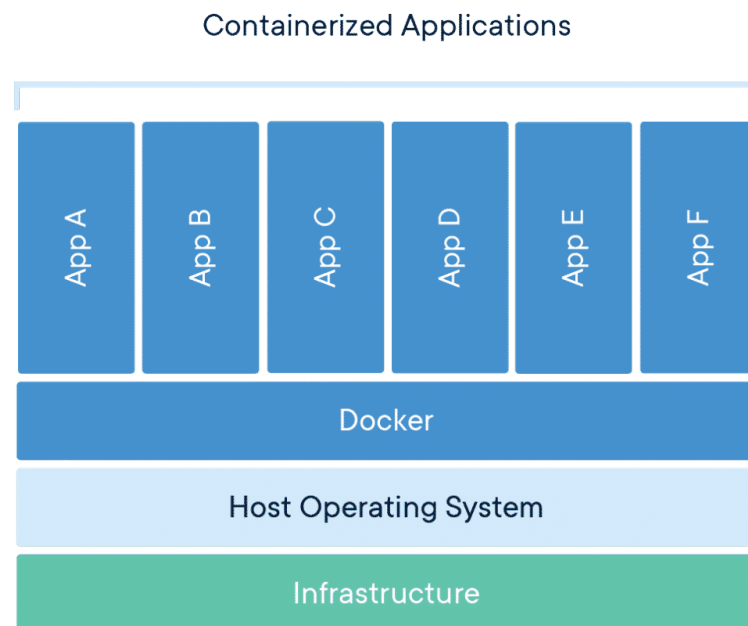 Containerized Applications
App A
App B
App C
App D
App E
App F
Docker
Host Operating System
Infrastructure